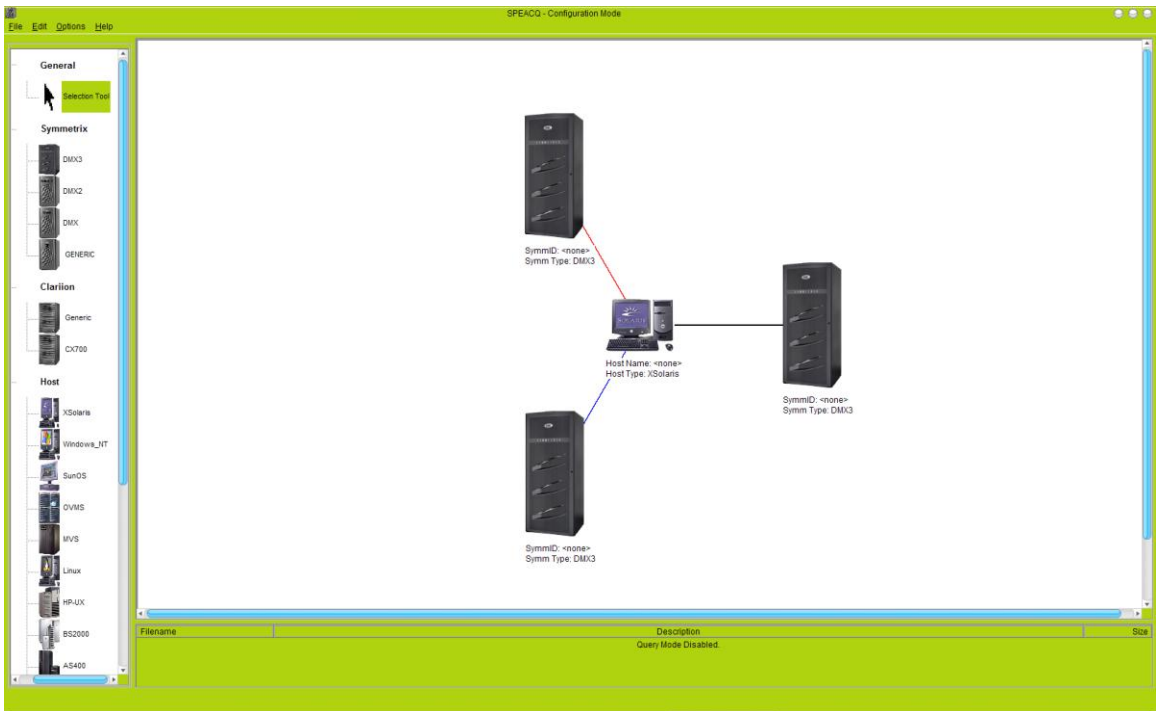 SPEACQ - Configuration Mode
File Edit Options Help
General
Selection Tool
Symmetrix
DMX3
DMX2
DMX
GENERIC
Clariion
Generic
CX700
Host
XSolaris
Windows_NT
SunOS
OVMS
MVS
Linux
HP-UX
BS2000
AS400
SymmID: <none>
Symm Type: DMX3
Host Name: <none>
Host Type: XSolaris
SymmID: <none>
Symm Type: DMX3
SymmID: <none>
Symm Type: DMX3
Filename Description Size
Query Mode Disabled.